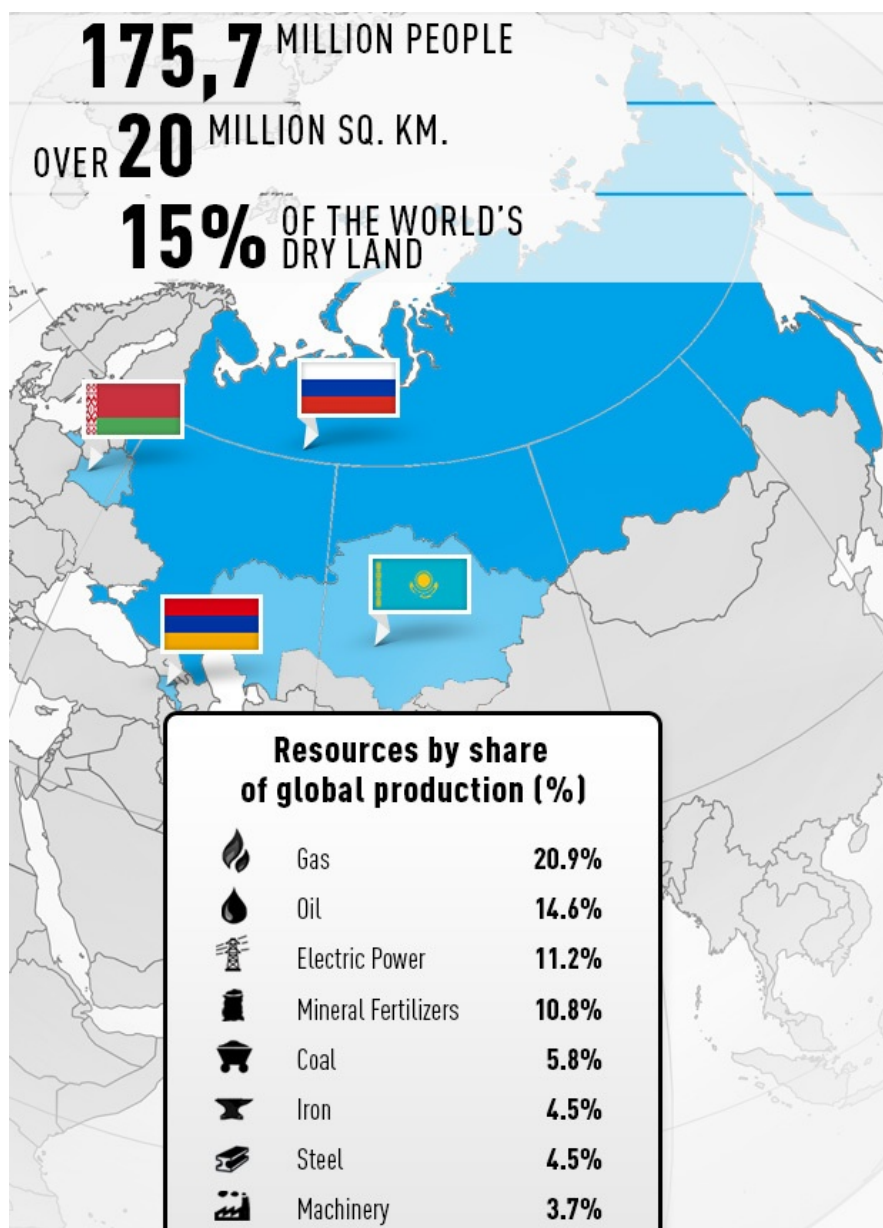 175,7 MILLION PEOPLE
OVER 20 MILLION SQ. KM.
15% OF THE WORLD'S
DRY LAND
Resources by share
of global production (%)
Gas 20.9%
Oil 14.6%
Electric Power 11.2%
Mineral Fertilizers 10.8%
Coal 5.8%
Iron 4.5%
Steel 4.5%
Machinery 3.7%